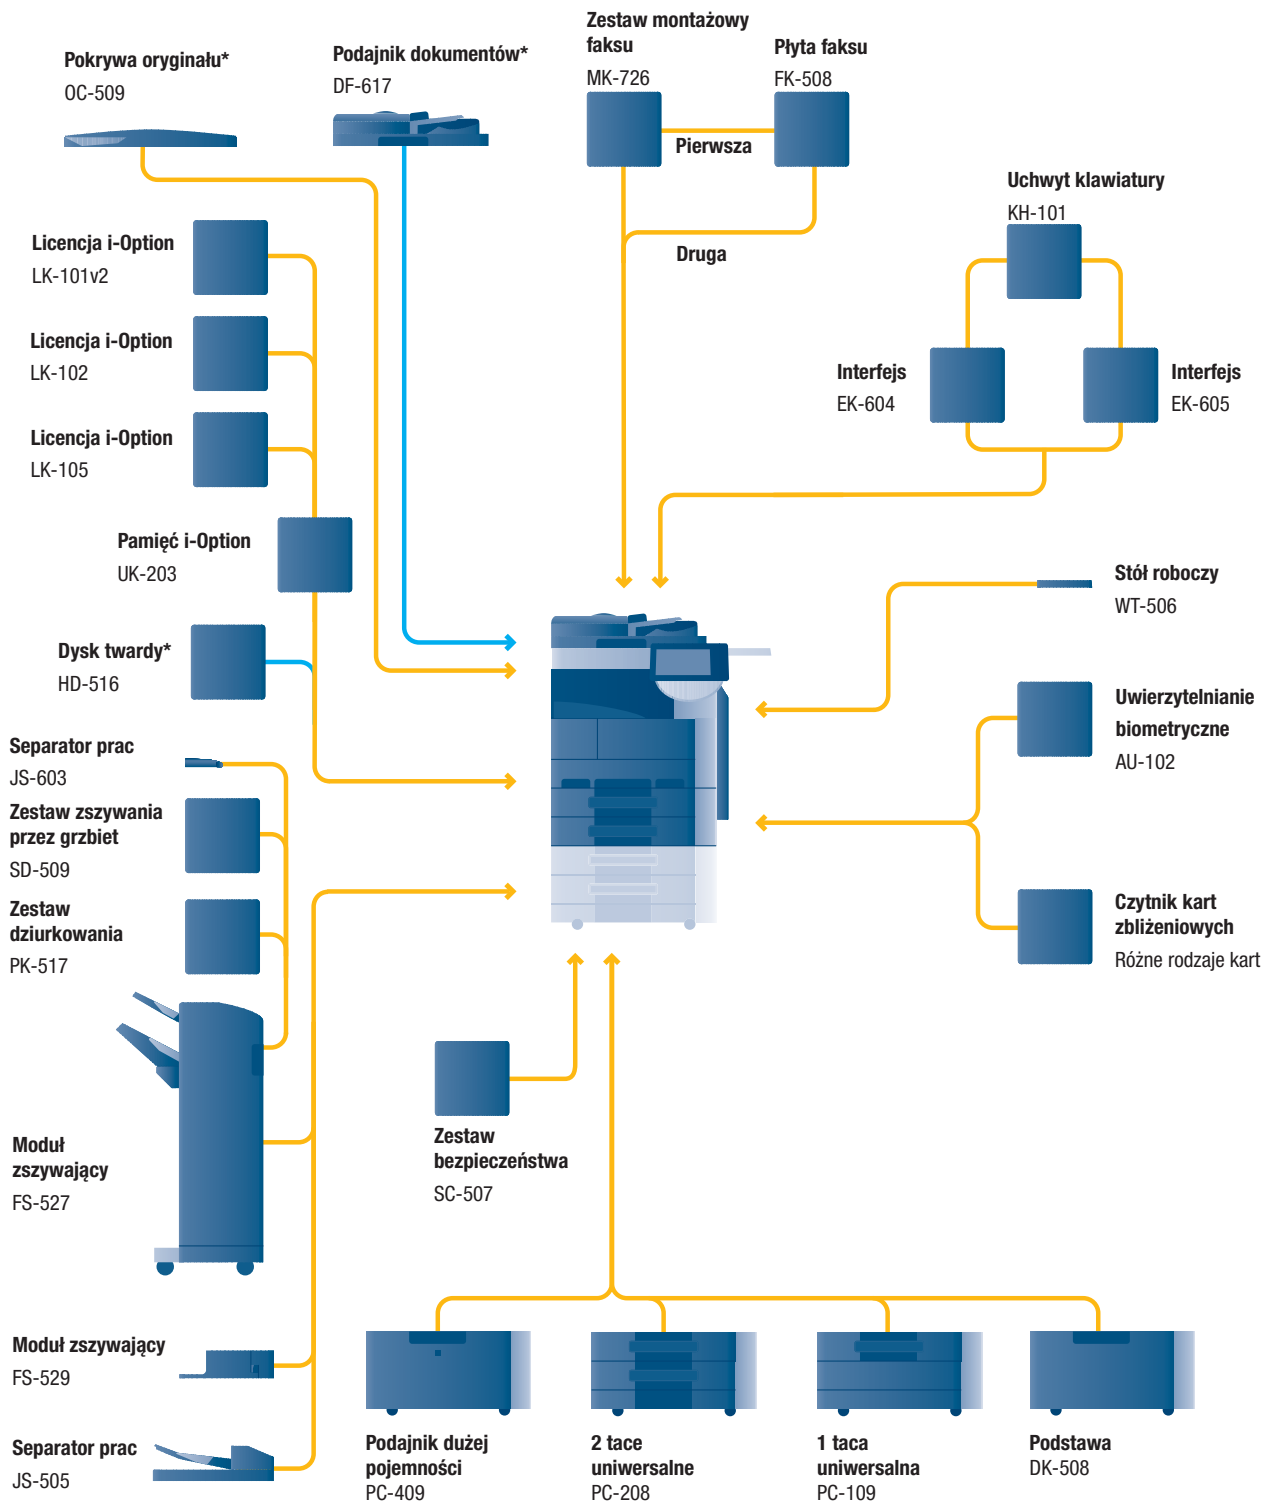 Pokrywa oryginału*
OC-509
Podajnik dokumentów*
DF-617
Zestaw montażowy
faksu
MK-726
Płyta faksu
FK-508
Pierwsza
Druga
Uchwyt klawiatury
KH-101
Interfejs
EK-604
Interfejs
EK-605
Licencja i-Option
LK-101v2
Licencja i-Option
LK-102
Licencja i-Option
LK-105
Pamięć i-Option
UK-203
Dysk twardy*
HD-516
Stół roboczy
WT-506
Uwierzytelnianie
biometryczne
AU-102
Czytnik kart
zbliżeniowych
Różne rodzaje kart
Separator prac
JS-603
Zestaw zszywania
przez grzbiet
SD-509
Zestaw
dziurkowania
PK-517
Moduł
zszywający
FS-527
Zestaw
bezpieczeństwa
SC-507
Moduł zszywający
FS-529
Separator prac
JS-505
Podajnik dużej
pojemności
PC-409
2 tace
uniwersalne
PC-208
1 taca
uniwersalna
PC-109
Podstawa
DK-508